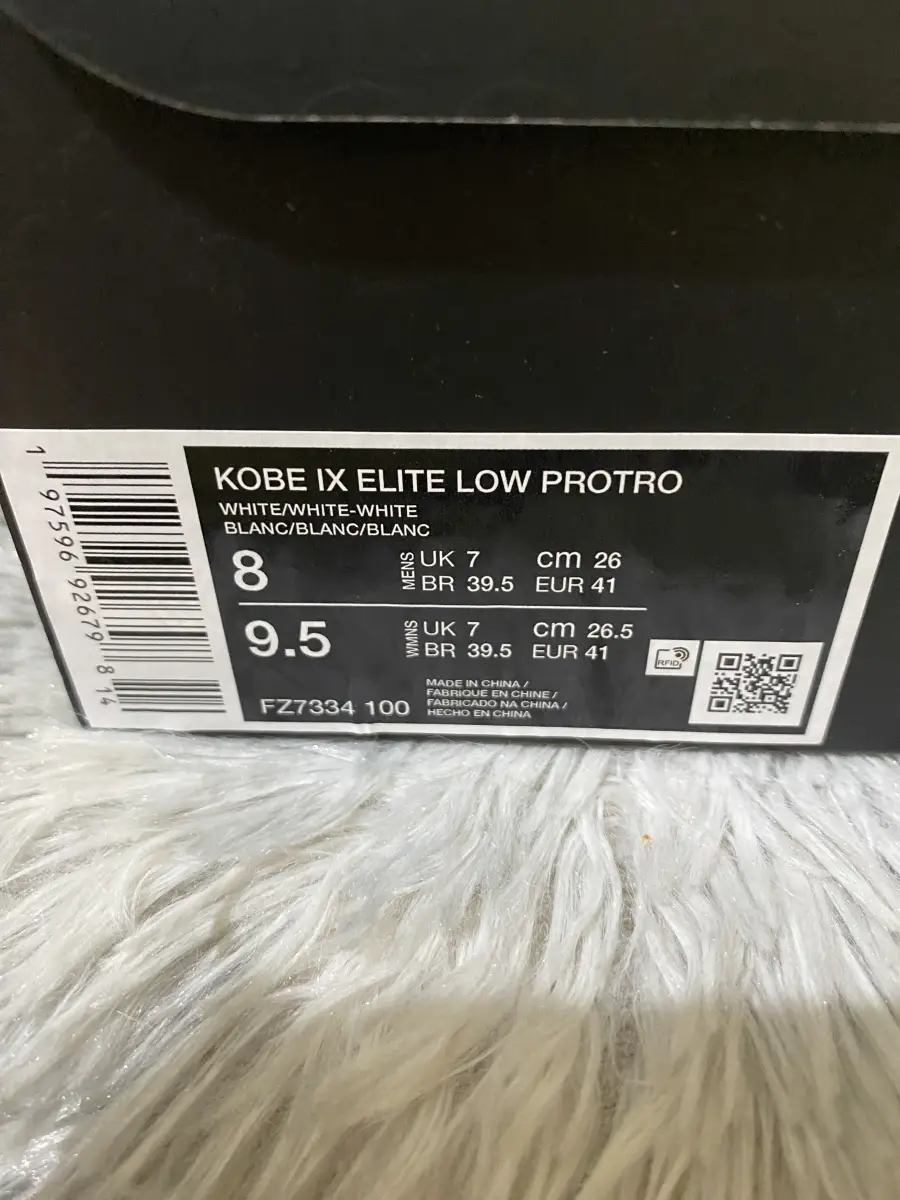 1 97596 92679 8 14
KOBE IX ELITE LOW PROTRO
WHITE/WHITE-WHITE
BLANC/BLANC/BLANC
8 MENS UK 7 cm 26
BR 39.5 EUR 41
9.5 WMNS UK 7 cm 26.5
BR 39.5 EUR 41
RFID
FZ7334 100
MADE IN CHINA /
FABRIQUE EN CHINE /
FABRICADO NA CHINA /
HECHO EN CHINA